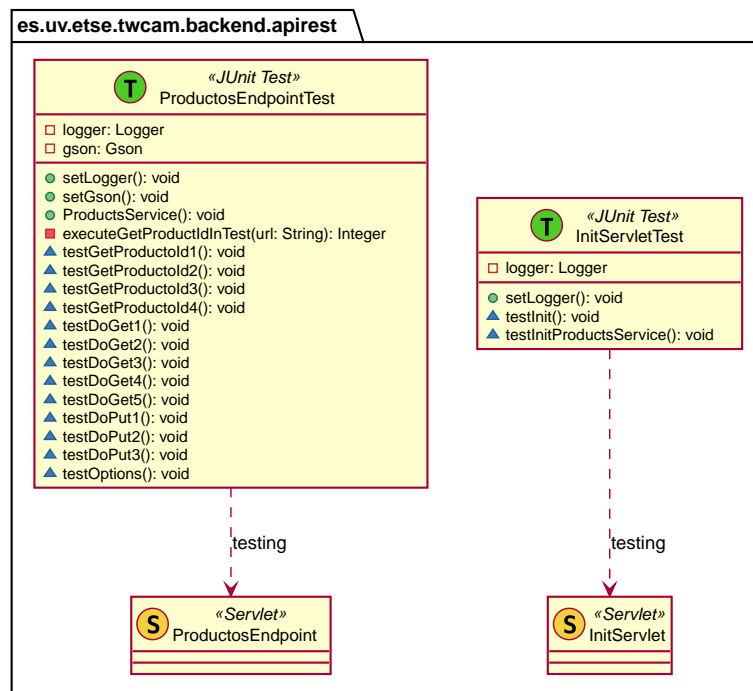 es.uv.etse.twcam.backend.apirest
T
«JUnit Test»
ProductosEndpointTest
logger: Logger
gson: Gson
setLogger(): void
setGson(): void
ProductsService(): void
executeGetProductIdInTest(url: String): Integer
testGetProductoId1(): void
testGetProductoId2(): void
testGetProductoId3(): void
testGetProductoId4(): void
testDoGet1(): void
testDoGet2(): void
testDoGet3(): void
testDoGet4(): void
testDoGet5(): void
testDoPut1(): void
testDoPut2(): void
testDoPut3(): void
testOptions(): void
T
«JUnit Test»
InitServletTest
logger: Logger
setLogger(): void
testInit(): void
testInitProductsService(): void
testing
testing
S
«Servlet»
ProductosEndpoint
S
«Servlet»
InitServlet